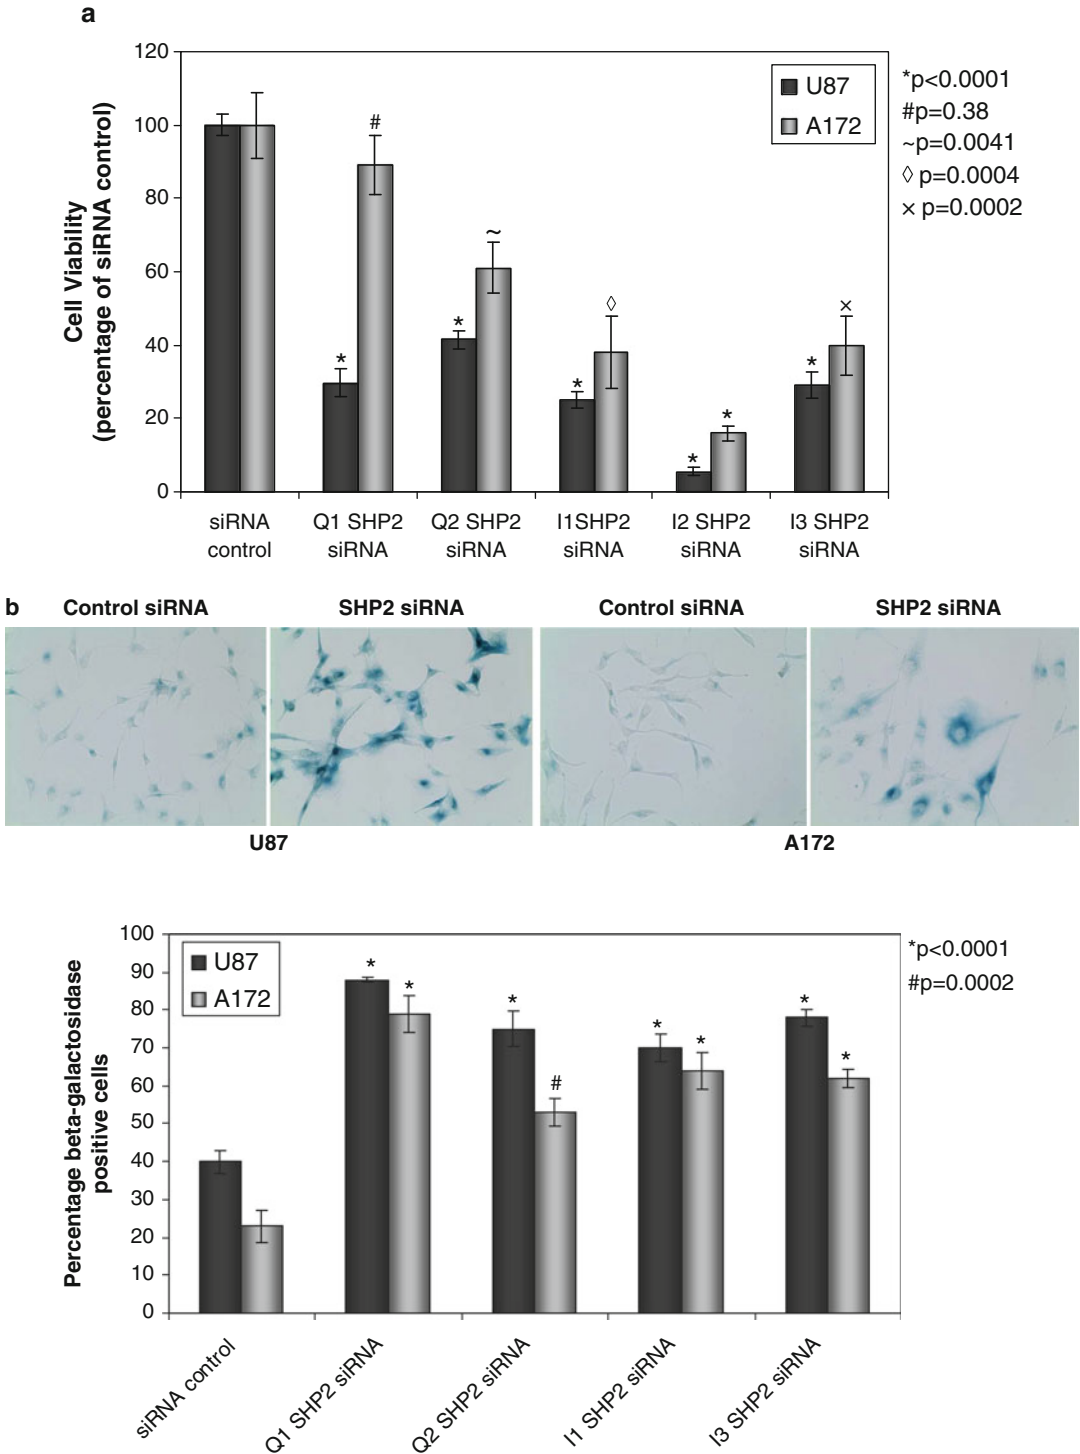 a
120
100
80
60
40
20
0
Cell Viability
(percentage of siRNA control)
U87
A172
*p<0.0001
#p=0.38
~p=0.0041
◊ p=0.0004
× p=0.0002
* # * ~ * ◊ * * * ×
siRNA control
Q1 SHP2 siRNA
Q2 SHP2 siRNA
I1SHP2 siRNA
I2 SHP2 siRNA
I3 SHP2 siRNA
b
Control siRNA SHP2 siRNA Control siRNA SHP2 siRNA
U87 A172
100
90
80
70
60
50
40
30
20
10
0
Percentage beta-galactosidase
positive cells
U87
A172
*p<0.0001
#p=0.0002
* * * # * * * *
siRNA control
Q1 SHP2 siRNA
Q2 SHP2 siRNA
I1 SHP2 siRNA
I3 SHP2 siRNA